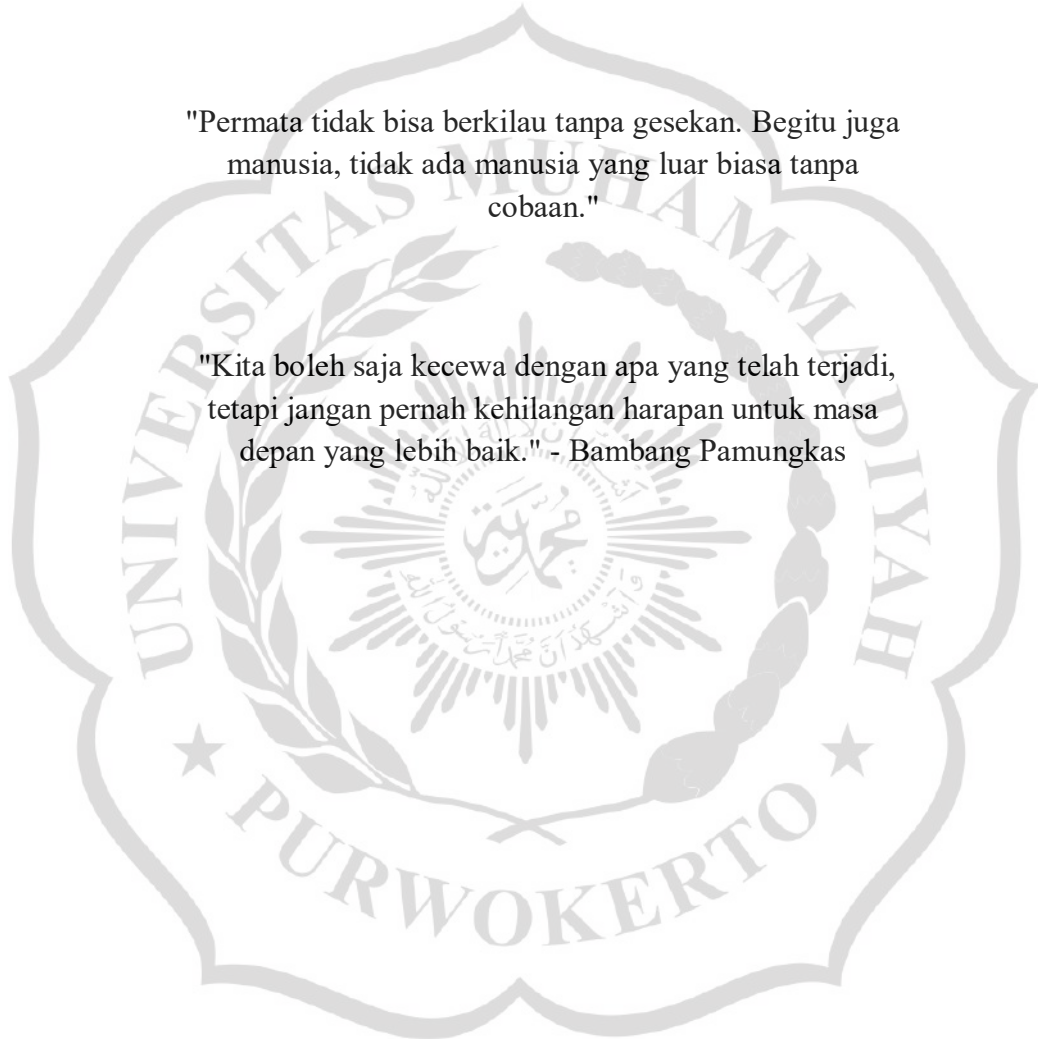 "Permata tidak bisa berkilau tanpa gesekan. Begitu juga
manusia, tidak ada manusia yang luar biasa tanpa
cobaan."
"Kita boleh saja kecewa dengan apa yang telah terjadi,
tetapi jangan pernah kehilangan harapan untuk masa
depan yang lebih baik." - Bambang Pamungkas
UNIVERSITAS MUHAMMADIYAH
PURWOKERTO
محمدية